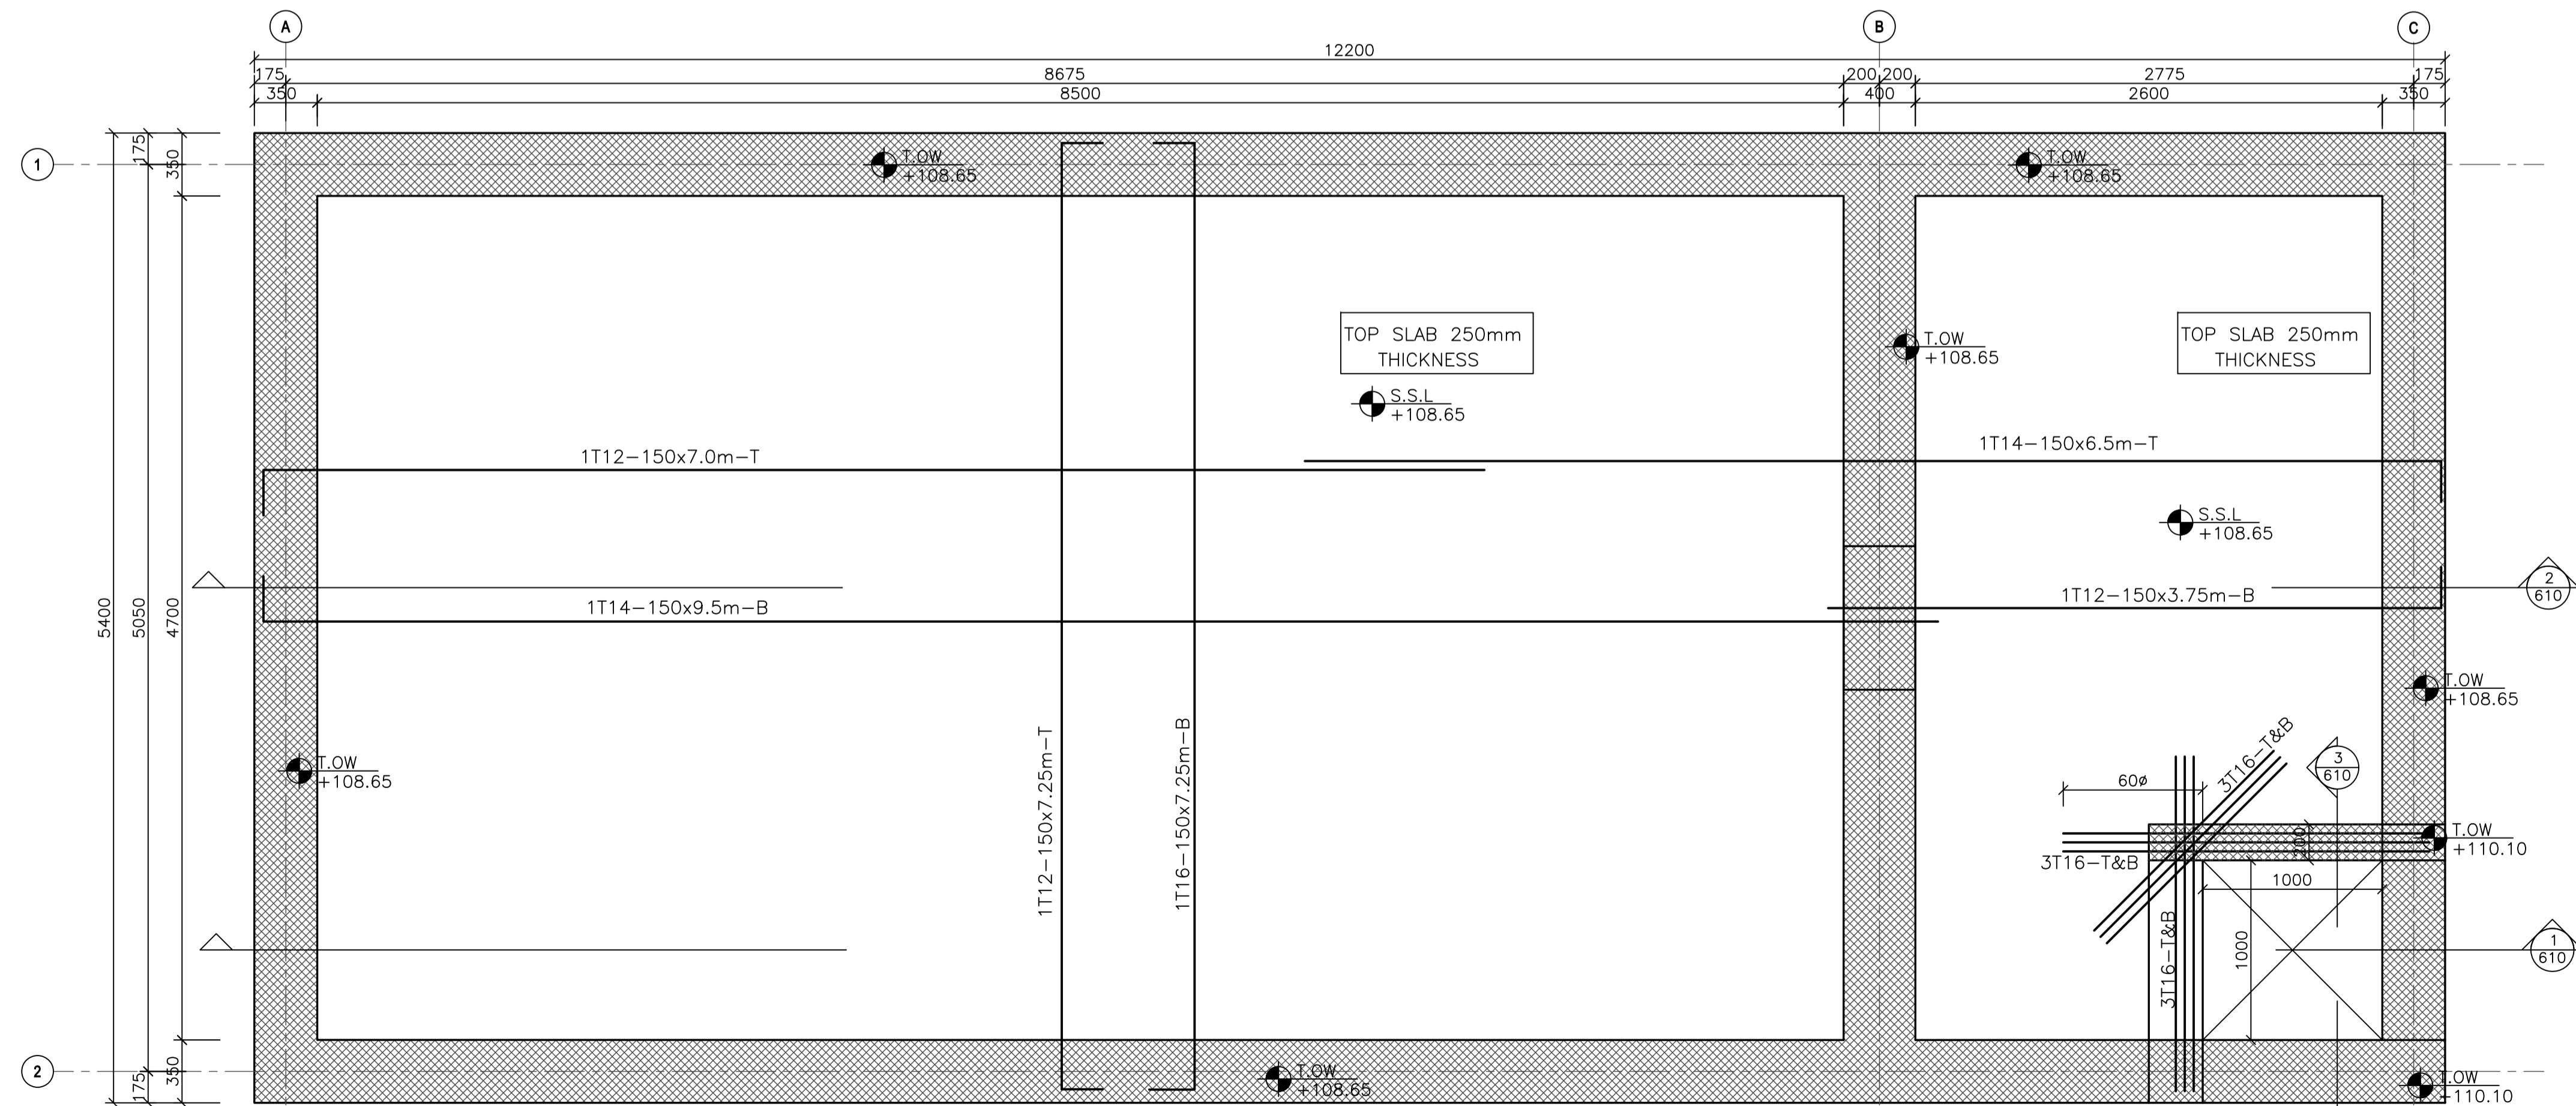 A
B
C
12200
175
8675
200
200
2775
175
350
8500
400
2600
350
1
175
350
T.OW
+108.65
T.OW
+108.65
TOP SLAB 250mm
THICKNESS
TOP SLAB 250mm
THICKNESS
T.OW
+108.65
S.S.L
+108.65
1T12-150x7.0m-T
1T14-150x6.5m-T
S.S.L
+108.65
5400
5050
4700
1T14-150x9.5m-B
1T12-150x3.75m-B
2
610
T.OW
+108.65
T.OW
+108.65
1T12-150x7.25m-T
1T16-150x7.25m-B
60ø
3T16-T&B
3
610
200
T.OW
+110.10
3T16-T&B
1000
3T16-T&B
1000
1
610
2
350
175
T.OW
+108.65
T.OW
+110.10